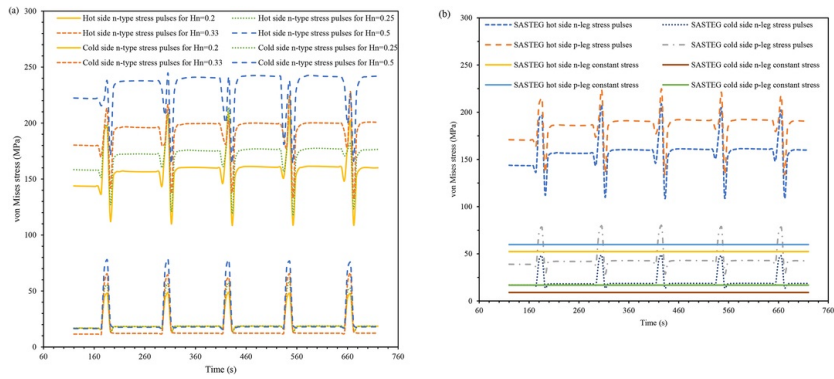 (a)
Hot side n-type stress pulses for Hn=0.2
Hot side n-type stress pulses for Hn=0.25
Hot side n-type stress pulses for Hn=0.33
Hot side n-type stress pulses for Hn=0.5
Cold side n-type stress pulses for Hn=0.2
Cold side n-type stress pulses for Hn=0.25
Cold side n-type stress pulses for Hn=0.33
Cold side n-type stress pulses for Hn=0.5
300
250
200
150
100
50
0
von Mises stress (MPa)
60
160
260
360
460
560
660
760
Time (s)
(b)
SASTEG hot side n-leg stress pulses
SASTEG cold side n-leg stress pulses
SASTEG hot side p-leg stress pulses
SASTEG cold side p-leg stress pulses
SASTEG hot side n-leg constant stress
SASTEG cold side n-leg constant stress
SASTEG hot side p-leg constant stress
SASTEG cold side p-leg constant stress
300
250
200
150
100
50
0
von Mises stress (MPa)
60
160
260
360
460
560
660
760
Time (s)